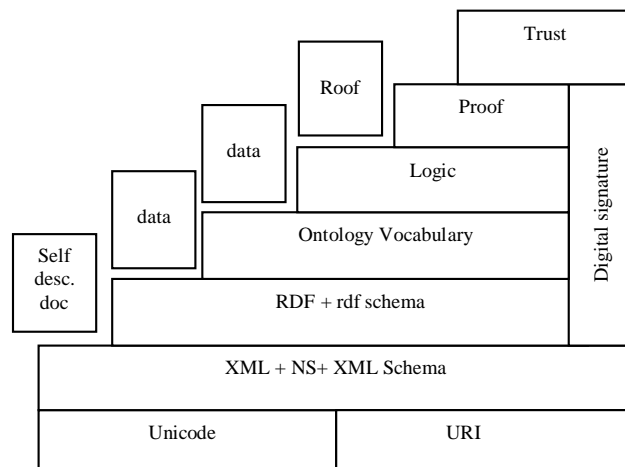 Trust
Roof
Proof
data
Logic
data
Ontology Vocabulary
Digital signature
Self
desc.
doc
RDF + rdf schema
XML + NS+ XML Schema
Unicode
URI